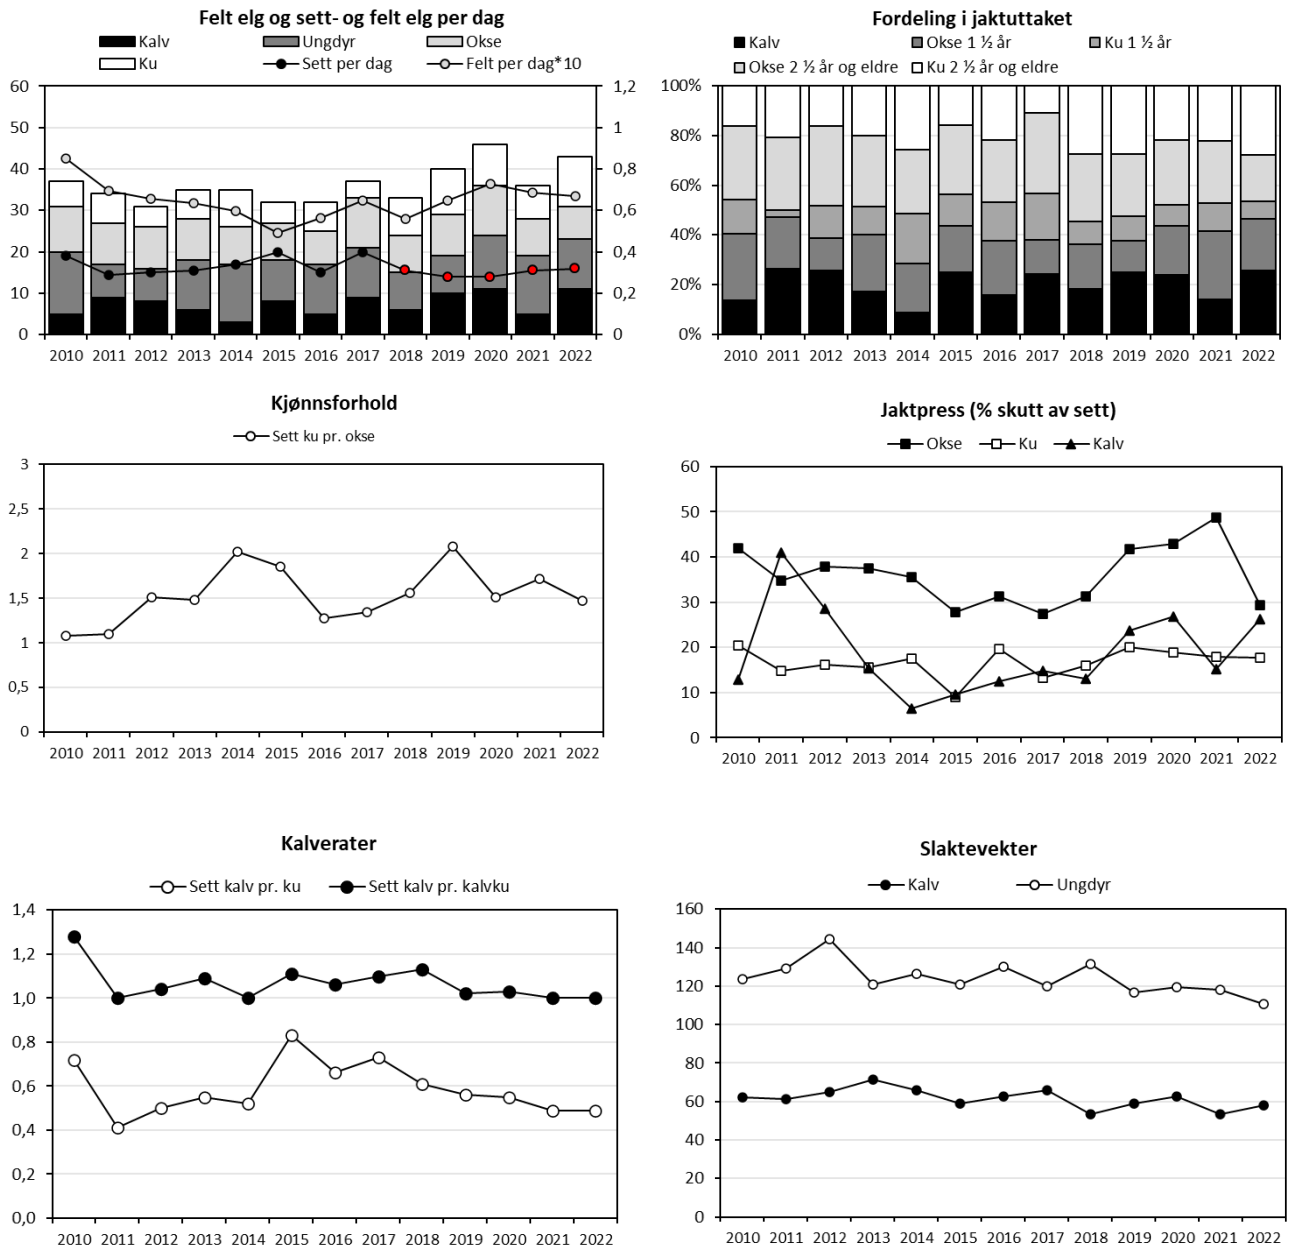 Felt elg og sett- og felt elg per dag
Kalv Ungdyr Okse
Ku Sett per dag Felt per dag*10
60 1,2
50 1
40 0,8
30 0,6
20 0,4
10 0,2
0 0
2010 2011 2012 2013 2014 2015 2016 2017 2018 2019 2020 2021 2022
Fordeling i jaktuttaket
Kalv Okse 1 ½ år Ku 1 ½ år
Okse 2 ½ år og eldre Ku 2 ½ år og eldre
100%
80%
60%
40%
20%
0%
2010 2011 2012 2013 2014 2015 2016 2017 2018 2019 2020 2021 2022
Kjønnsforhold
Sett ku pr. okse
3
2,5
2
1,5
1
0,5
0
2010 2011 2012 2013 2014 2015 2016 2017 2018 2019 2020 2021 2022
Jaktpress (% skutt av sett)
Okse Ku Kalv
60
50
40
30
20
10
0
2010 2011 2012 2013 2014 2015 2016 2017 2018 2019 2020 2021 2022
Kalverater
Sett kalv pr. ku Sett kalv pr. kalvku
1,4
1,2
1,0
0,8
0,6
0,4
0,2
0,0
2010 2011 2012 2013 2014 2015 2016 2017 2018 2019 2020 2021 2022
Slaktevekter
Kalv Ungdyr
160
140
120
100
80
60
40
20
0
2010 2011 2012 2013 2014 2015 2016 2017 2018 2019 2020 2021 2022